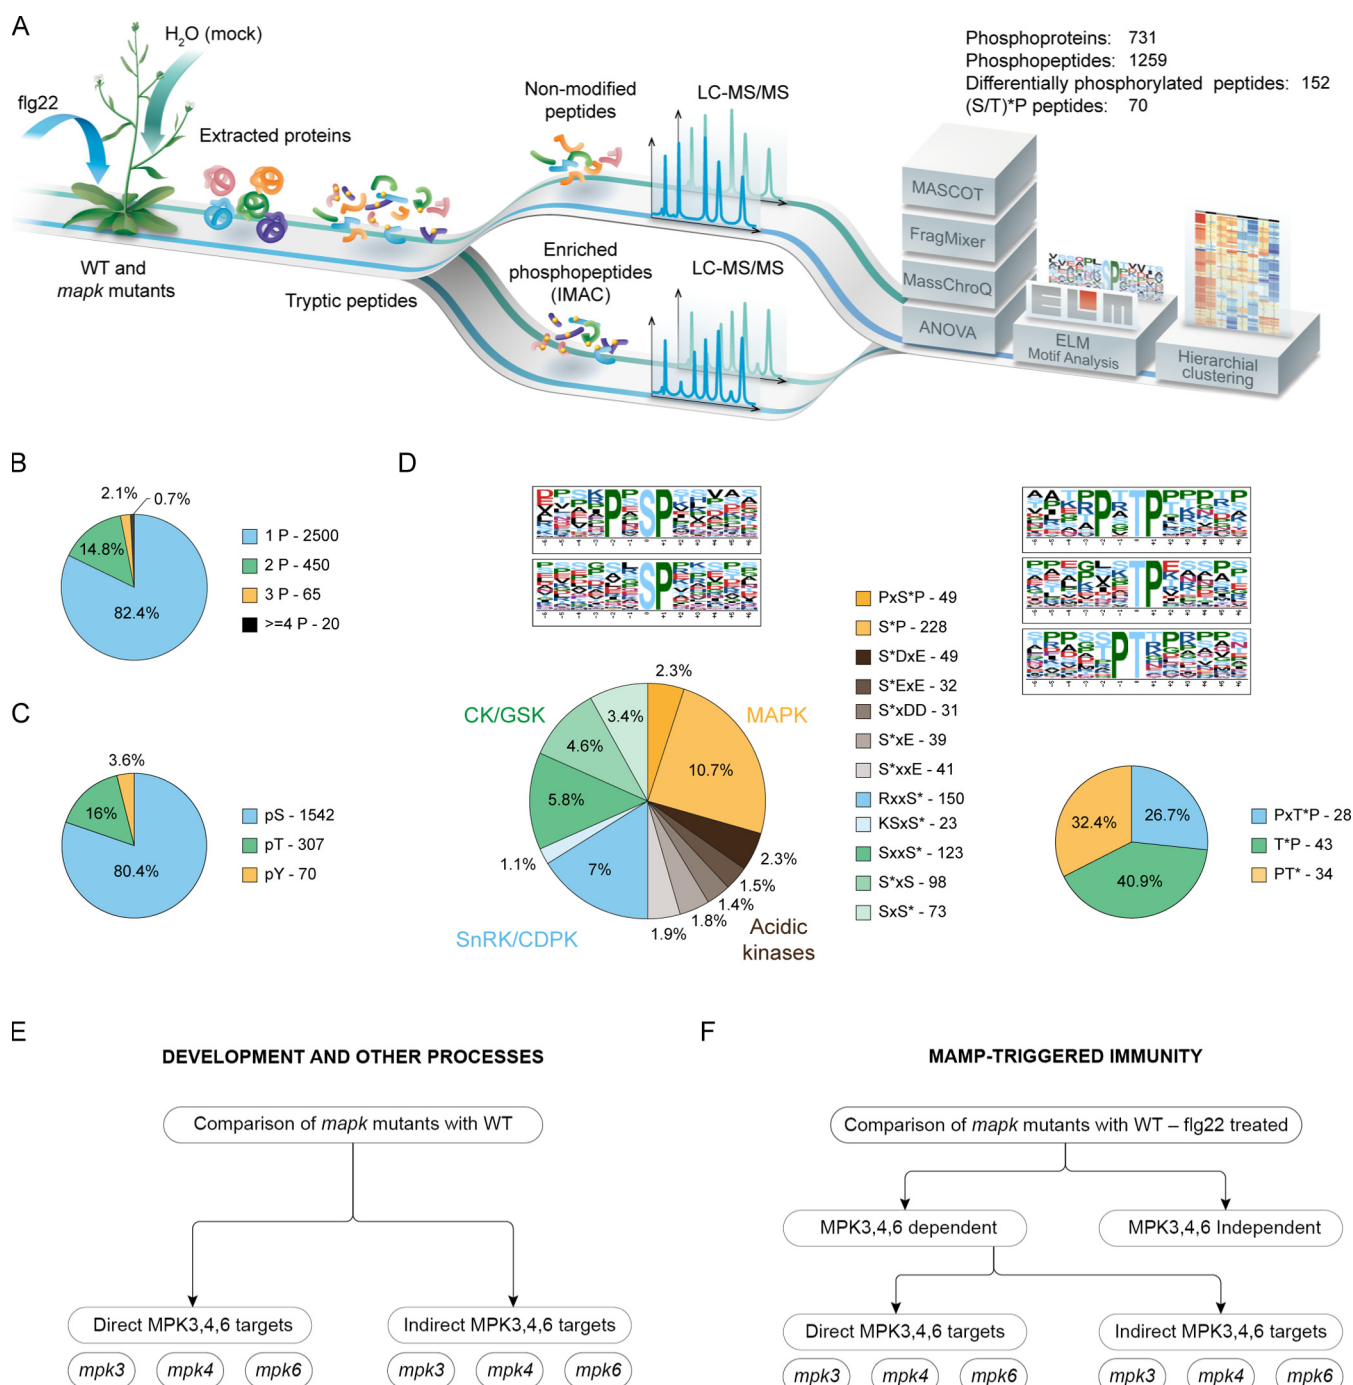 A
H2O (mock)
flg22
Extracted proteins
Non-modified
peptides
LC-MS/MS
Phosphoproteins: 731
Phosphopeptides: 1259
Differentially phosphorylated peptides: 152
(S/T)*P peptides: 70
WT and
mapk mutants
Tryptic peptides
Enriched
phosphopeptides
(IMAC)
LC-MS/MS
MASCOT
FragMixer
MassChroQ
ANOVA
ELM
ELM
Motif Analysis
Hierarchial
clustering
B
2.1%
0.7%
14.8%
82.4%
1 P - 2500
2 P - 450
3 P - 65
>=4 P - 20
C
3.6%
16%
80.4%
pS - 1542
pT - 307
pY - 70
D
CK/GSK
MAPK
SnRK/CDPK
Acidic
kinases
2.3%
10.7%
2.3%
1.5%
1.4%
1.8%
1.9%
7%
1.1%
5.8%
4.6%
3.4%
PxS*P - 49
S*P - 228
S*DxE - 49
S*ExE - 32
S*xDD - 31
S*xE - 39
S*xxE - 41
RxxS* - 150
KSxS* - 23
SxxS* - 123
S*xS - 98
SxS* - 73
32.4%
26.7%
40.9%
PxT*P - 28
T*P - 43
PT* - 34
E
DEVELOPMENT AND OTHER PROCESSES
Comparison of mapk mutants with WT
Direct MPK3,4,6 targets
Indirect MPK3,4,6 targets
mpk3 mpk4 mpk6
mpk3 mpk4 mpk6
F
MAMP-TRIGGERED IMMUNITY
Comparison of mapk mutants with WT – flg22 treated
MPK3,4,6 dependent
MPK3,4,6 Independent
Direct MPK3,4,6 targets
Indirect MPK3,4,6 targets
mpk3 mpk4 mpk6
mpk3 mpk4 mpk6